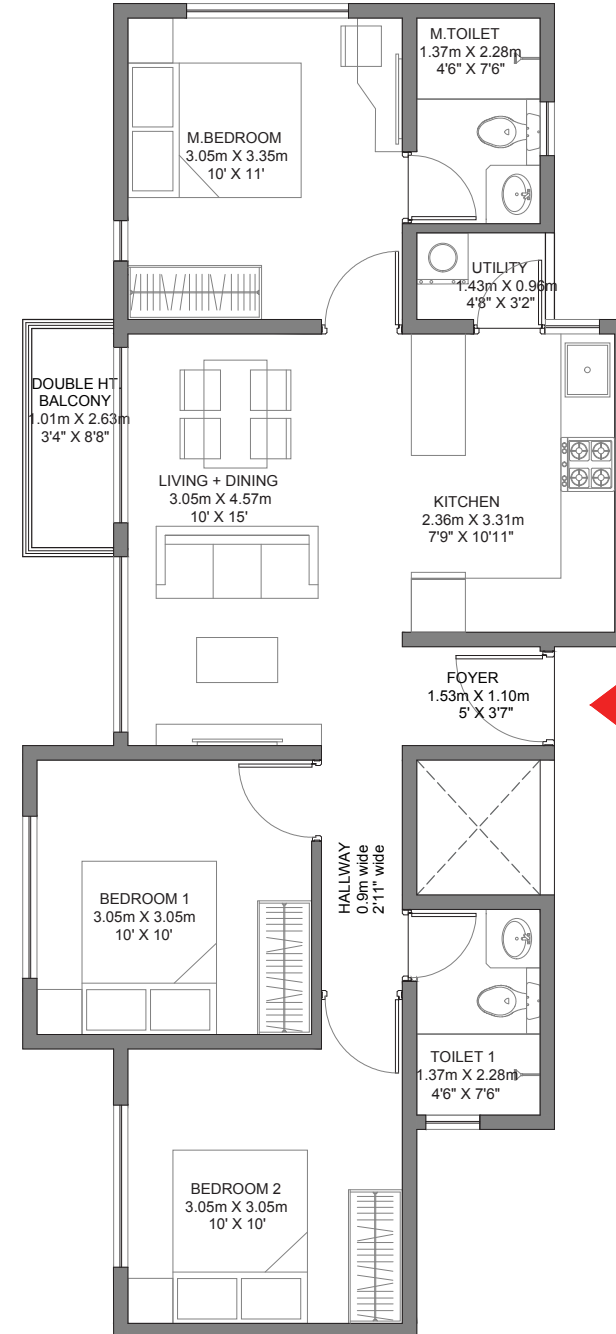 M.TOILET
1.37m X 2.28m
4'6" X 7'6"
M.BEDROOM
3.05m X 3.35m
10' X 11'
UTILITY
1.43m X 0.96m
4'8" X 3'2"
DOUBLE HT.
BALCONY
1.01m X 2.63m
3'4" X 8'8"
LIVING + DINING
3.05m X 4.57m
10' X 15'
KITCHEN
2.36m X 3.31m
7'9" X 10'11"
FOYER
1.53m X 1.10m
5' X 3'7"
HALLWAY
0.9m wide
2'11" wide
BEDROOM 1
3.05m X 3.05m
10' X 10'
TOILET 1
1.37m X 2.28m
4'6" X 7'6"
BEDROOM 2
3.05m X 3.05m
10' X 10'